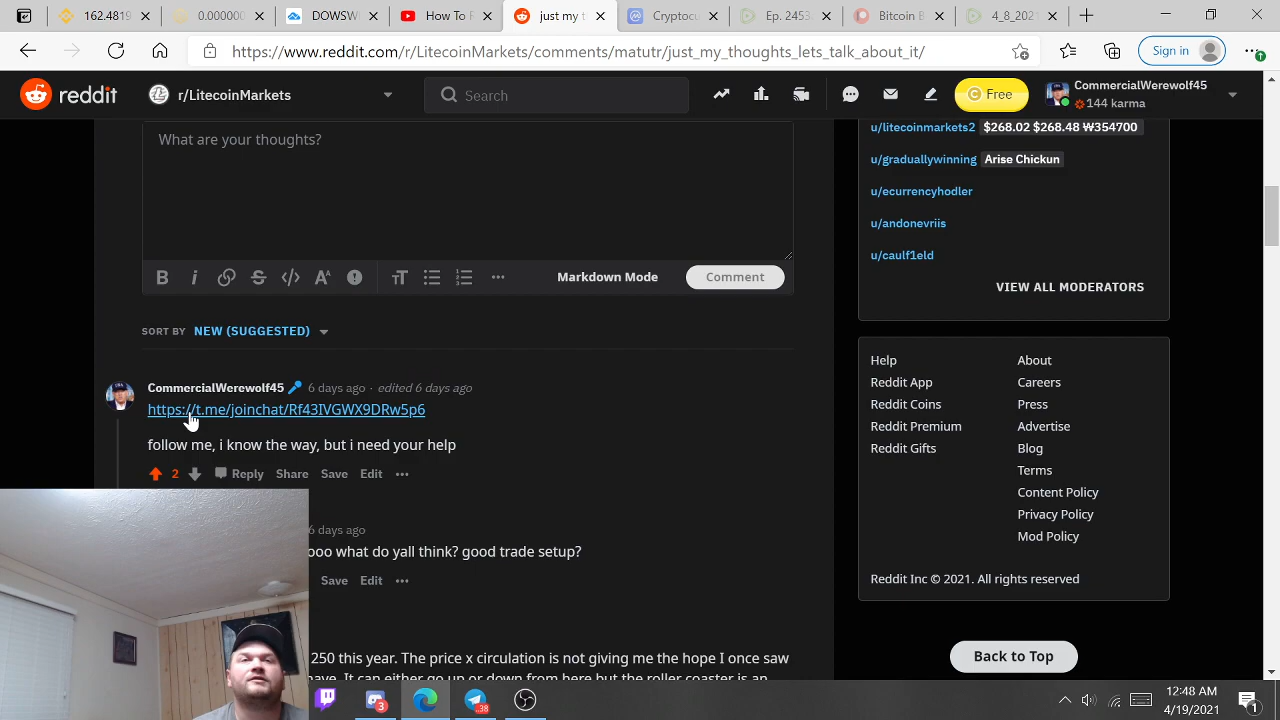 162.4819
0.000000
DOWSW
How To F
just my t
Cryptocu
Ep. 2453
Bitcoin B
4_8_2021
https://www.reddit.com/r/LitecoinMarkets/comments/matutr/just_my_thoughts_lets_talk_about_it/
Sign in
reddit
r/LitecoinMarkets
Search
Free
CommercialWerewolf45
144 karma
What are your thoughts?
Markdown Mode
Comment
SORT BY NEW (SUGGESTED)
CommercialWerewolf45 6 days ago · edited 6 days ago
https://t.me/joinchat/Rf43IVGWX9DRw5p6
follow me, i know the way, but i need your help
2 Reply Share Save Edit
6 days ago
ooo what do yall think? good trade setup?
Save Edit
250 this year. The price x circulation is not giving me the hope I once saw
have. It can either go up or down from here but the roller coaster is an
u/litecoinmarkets2 $268.02 $268.48 ₩354700
u/graduallywinning Arise Chickun
u/ecurrencyhodler
u/andonevriis
u/caulf1eld
VIEW ALL MODERATORS
Help About
Reddit App Careers
Reddit Coins Press
Reddit Premium Advertise
Reddit Gifts Blog
Terms
Content Policy
Privacy Policy
Mod Policy
Reddit Inc © 2021. All rights reserved
Back to Top
3
38
12:48 AM
4/19/2021
1